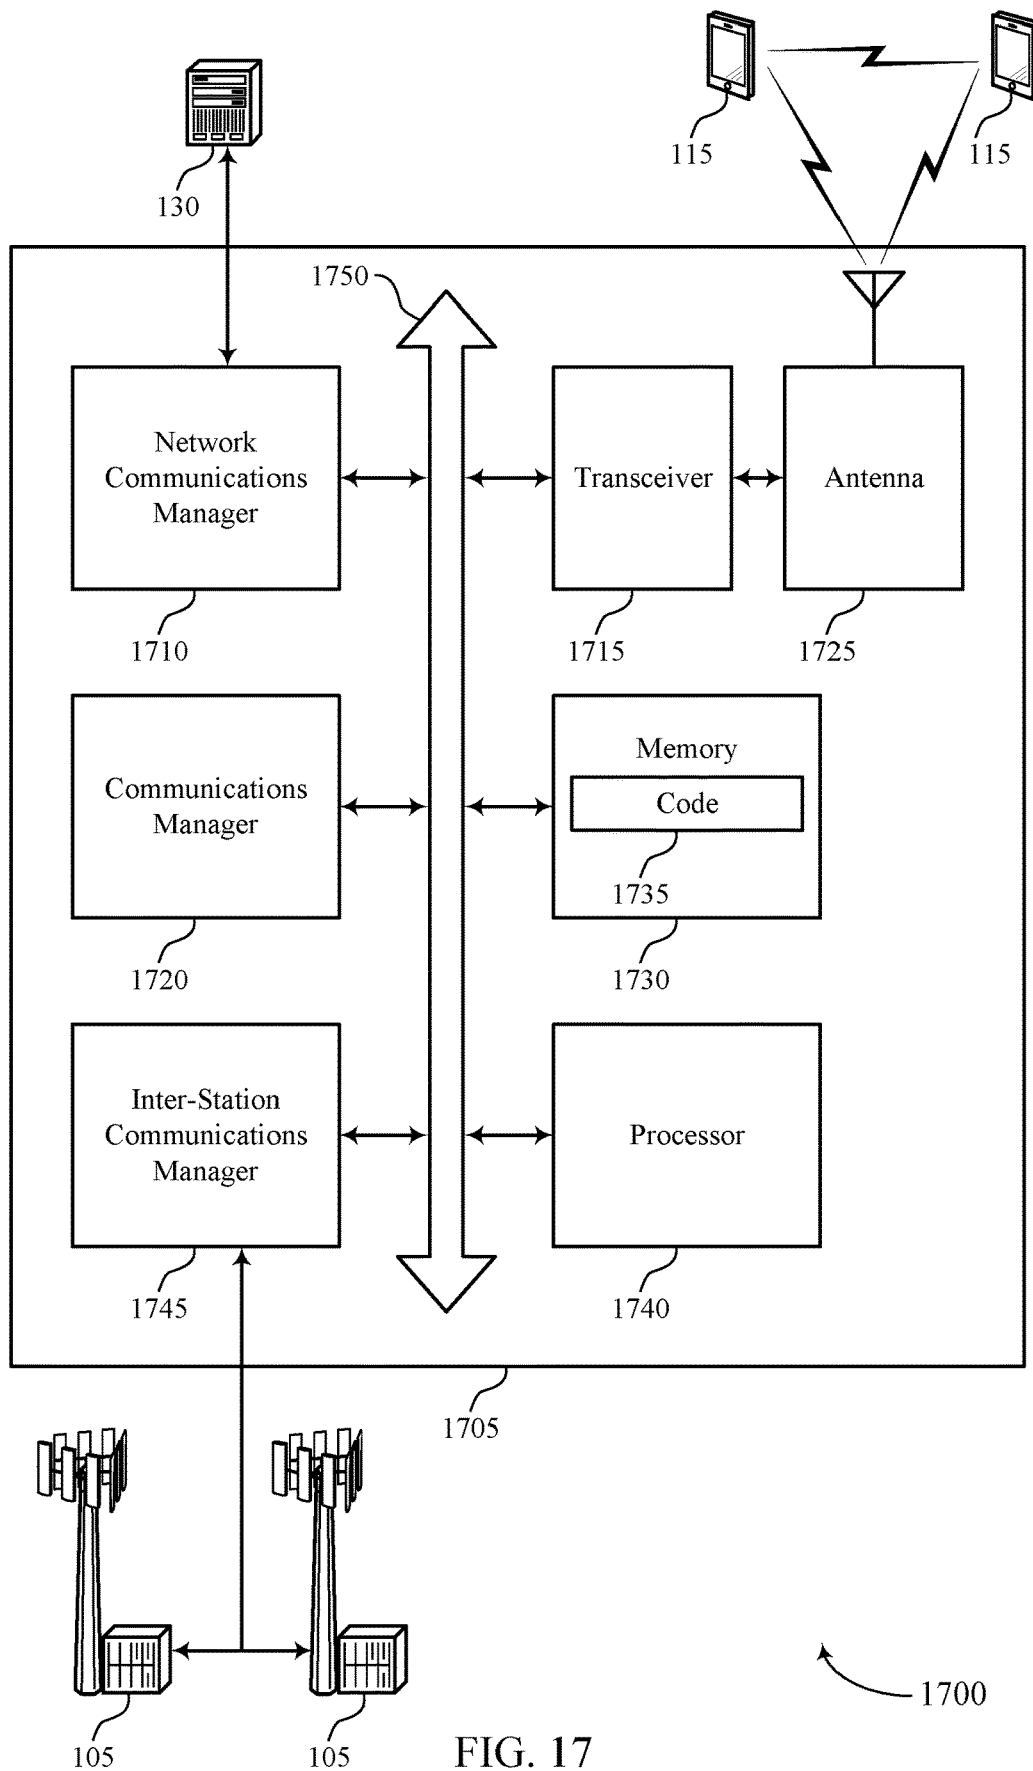 115
115
130
1750
Network
Communications
Manager
Transceiver
Antenna
1710
1715
1725
Communications
Manager
Memory
Code
1735
1720
1730
Inter-Station
Communications
Manager
Processor
1745
1740
1705
1700
105
105
FIG. 17